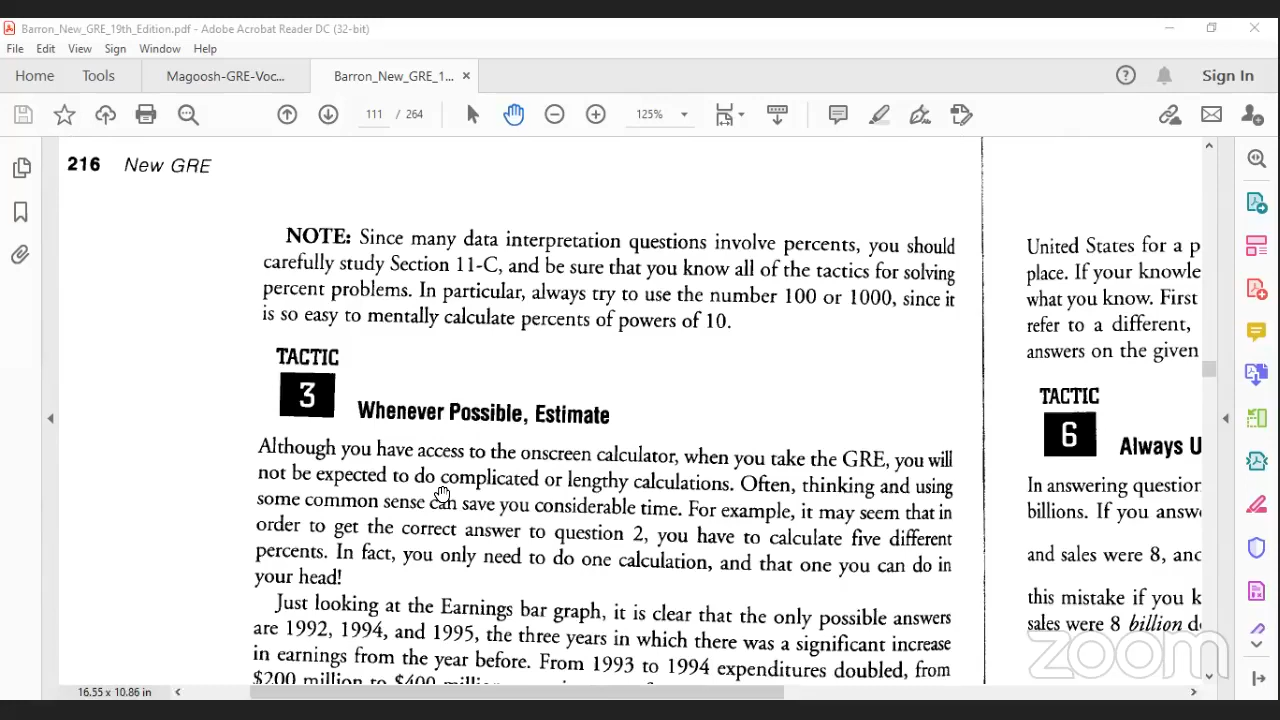 Barron_New_GRE_19th_Edition.pdf - Adobe Acrobat Reader DC (32-bit)
File Edit View Sign Window Help
Home Tools Magoosh-GRE-Voc... Barron_New_GRE_1... × Sign In
111 / 264 125%
216 New GRE
NOTE: Since many data interpretation questions involve percents, you should
carefully study Section 11-C, and be sure that you know all of the tactics for solving
percent problems. In particular, always try to use the number 100 or 1000, since it
is so easy to mentally calculate percents of powers of 10.
TACTIC
3
Whenever Possible, Estimate
Although you have access to the onscreen calculator, when you take the GRE, you will
not be expected to do complicated or lengthy calculations. Often, thinking and using
some common sense can save you considerable time. For example, it may seem that in
order to get the correct answer to question 2, you have to calculate five different
percents. In fact, you only need to do one calculation, and that one you can do in
your head!
Just looking at the Earnings bar graph, it is clear that the only possible answers
are 1992, 1994, and 1995, the three years in which there was a significant increase
in earnings from the year before. From 1993 to 1994 expenditures doubled, from
$200 million to $400
United States for a p
place. If your knowle
what you know. First
refer to a different,
answers on the given
TACTIC
6
Always U
In answering question
billions. If you answ
and sales were 8, anc
this mistake if you k
sales were 8 billion d
zoom
16.55 x 10.86 in